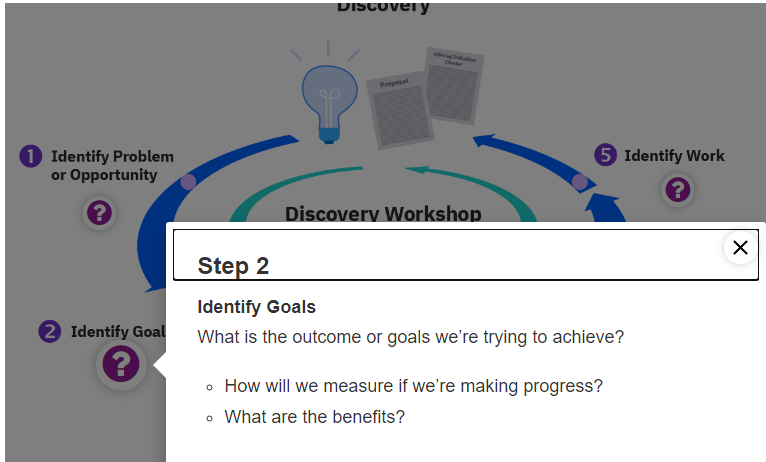 Discovery
Proposal
Offering Definition
Charter
1 Identify Problem
or Opportunity
?
5 Identify Work
?
Discovery Workshop
Step 2
Identify Goals
What is the outcome or goals we’re trying to achieve?
How will we measure if we’re making progress?
What are the benefits?
2 Identify Goal
?